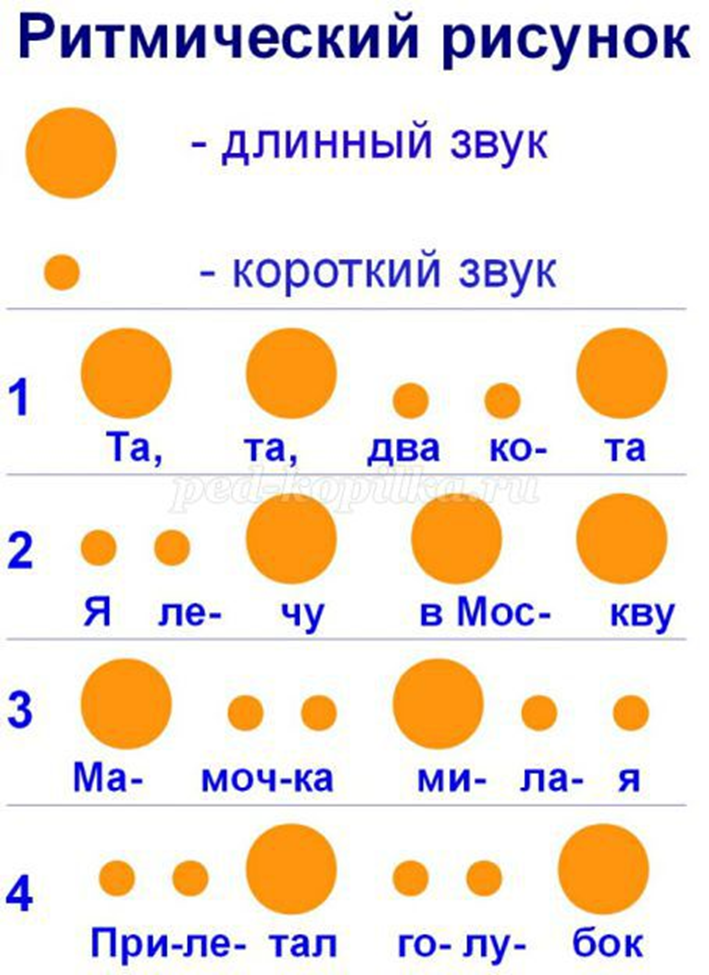 Ритмический рисунок
- длинный звук
- короткий звук
1
Та, та, два ко- та
ped-kopilka.ru
2
Я ле- чу в Мос- кву
3
Ма- моч-ка ми- ла- я
4
При-ле- тал го- лу- бок